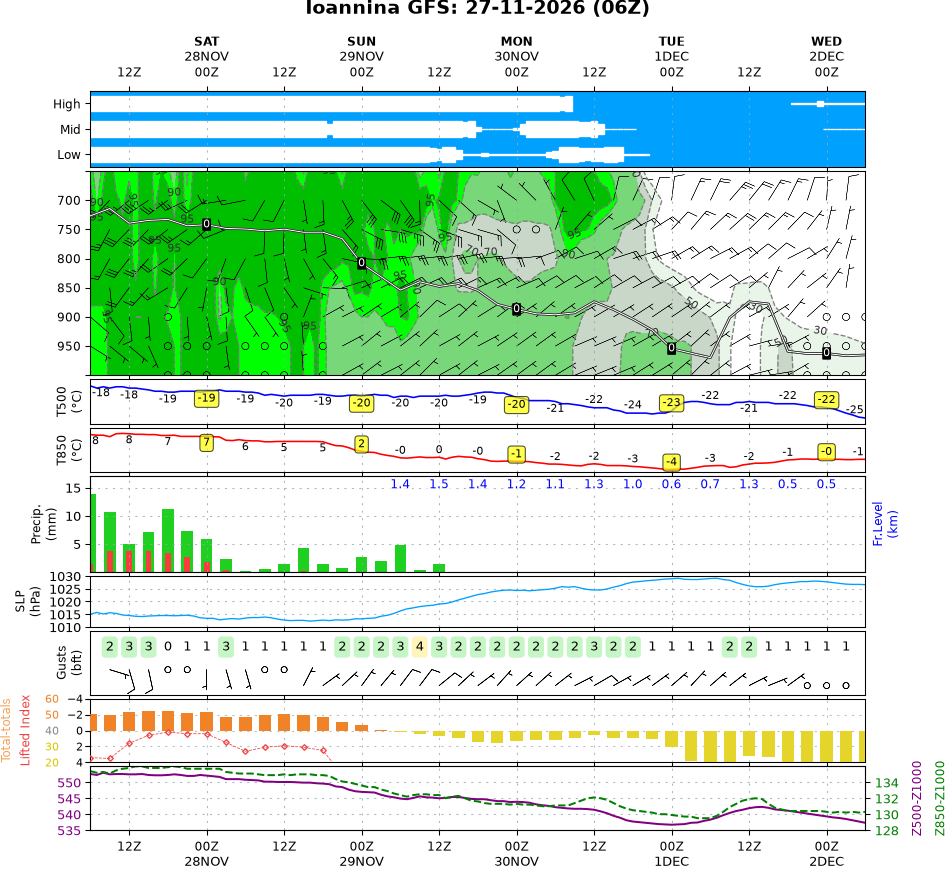 Ioannina GFS: 27-11-2026 (06Z)
SAT SUN MON TUE WED
28NOV 29NOV 30NOV 1DEC 2DEC
12Z 00Z 12Z 00Z 12Z 00Z 12Z 00Z 12Z 00Z
High
Mid
Low
700
750
800
850
900
950
T500
(°C)
-18 -18 -19 -19 -20 -19 -20 -20 -20 -19 -20 -21 -22 -24 -23 -22 -21 -22 -22 -25
T850
(°C)
8 8 7 7 6 5 5 2 -0 0 -0 -1 -2 -2 -3 -4 -3 -2 -1 -0 -1
1.4 1.5 1.4 1.2 1.1 1.3 1.0 0.6 0.7 1.3 0.5 0.5
Precip.
(mm)
15
10
5
Fr.Level
(km)
SLP
(hPa)
1030
1025
1020
1015
1010
Gusts
(bft)
2 3 3 0 1 1 3 1 1 1 1 1 2 2 2 3 4 3 2 2 2 2 2 2 2 3 2 2 1 1 1 1 2 2 1 1 1 1 1
Total-totals
Lifted Index
60 −4
50 −2
40 0
30 2
20 4
550
545
540
535
134
132
130
128
Z500-Z1000
Z850-Z1000
12Z 00Z 12Z 00Z 12Z 00Z 12Z 00Z 12Z 00Z
28NOV 29NOV 30NOV 1DEC 2DEC